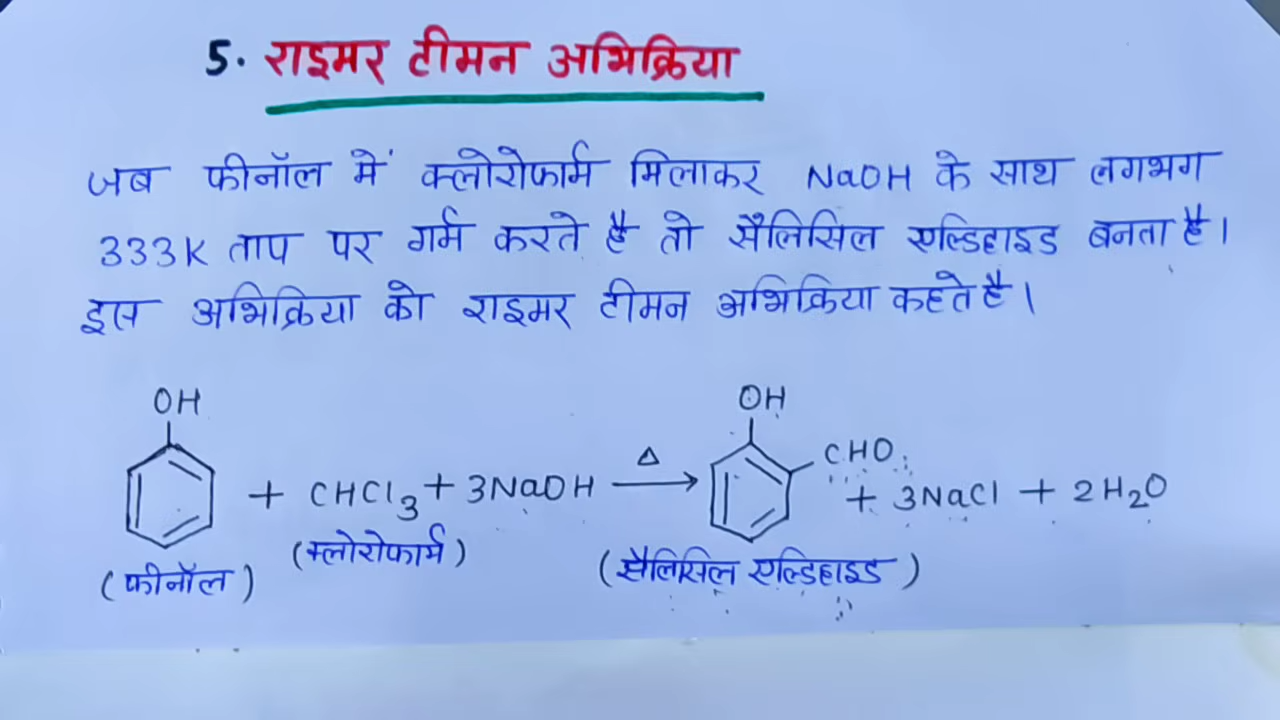 5. राइमर टीमन अभिक्रिया
जब फीनॉल में क्लोरोफार्म मिलाकर NaOH के साथ लगभग
333K ताप पर गर्म करते है तो सैलिसिल एल्डिहाइड बनता है।
इस अभिक्रिया को राइमर टीमन अभिक्रिया कहते है।
OH OH
CHO
+ CHCl₃ + 3NaOH Δ → + 3NaCl + 2H₂O
(फीनॉल) (क्लोरोफार्म) (सैलिसिल एल्डिहाइड)